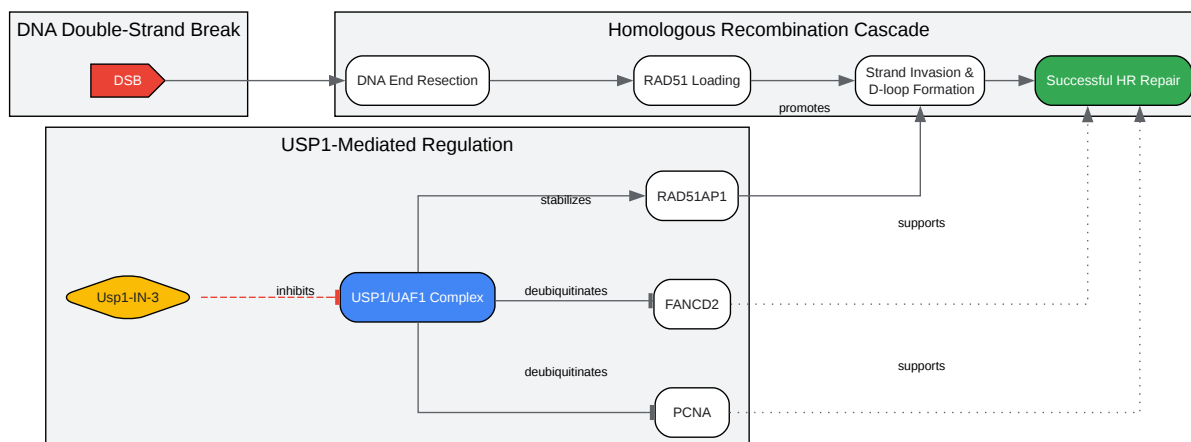 DNA Double-Strand Break
Homologous Recombination Cascade
DSB
DNA End Resection
RAD51 Loading
Strand Invasion &
D-loop Formation
Successful HR Repair
promotes
USP1-Mediated Regulation
stabilizes
RAD51AP1
supports
Usp1-IN-3
inhibits
USP1/UAF1 Complex
deubiquitinates
FANCD2
deubiquitinates
supports
PCNA